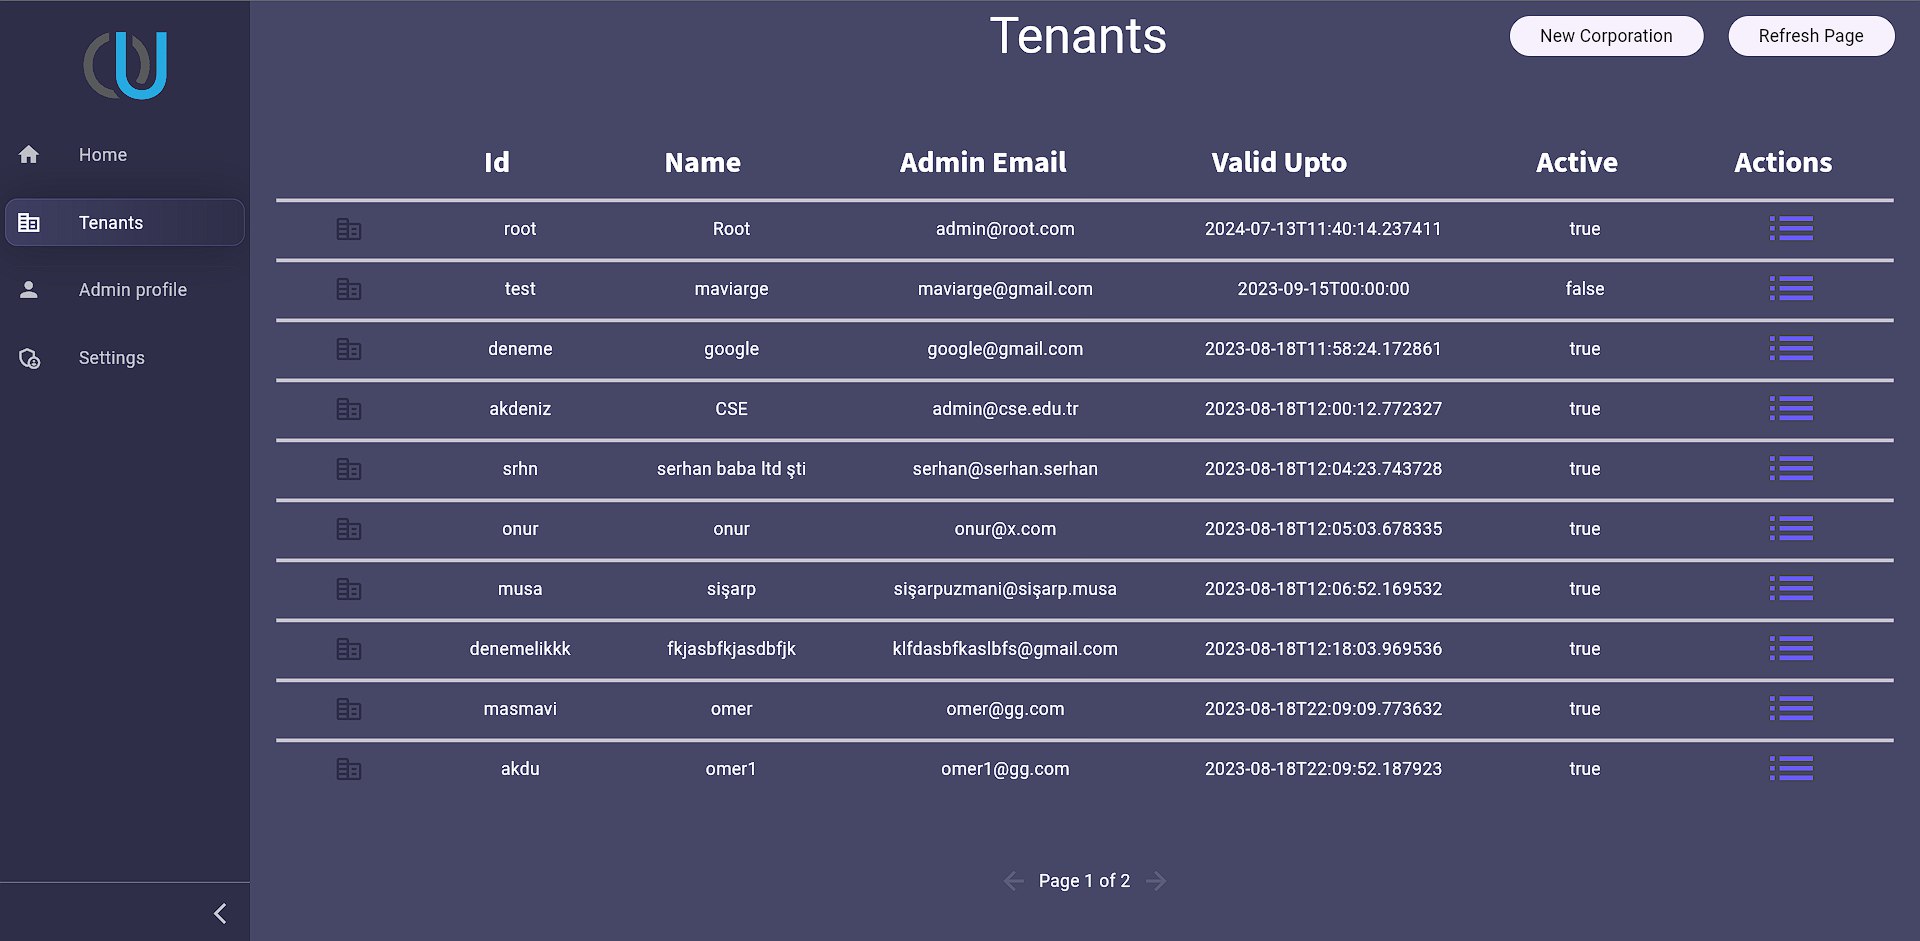 Tenants
New Corporation
Refresh Page
Home
Tenants
Admin profile
Settings
Id Name Admin Email Valid Upto Active Actions
root Root admin@root.com 2024-07-13T11:40:14.237411 true
test maviarge maviarge@gmail.com 2023-09-15T00:00:00 false
deneme google google@gmail.com 2023-08-18T11:58:24.172861 true
akdeniz CSE admin@cse.edu.tr 2023-08-18T12:00:12.772327 true
srhn serhan baba ltd şti serhan@serhan.serhan 2023-08-18T12:04:23.743728 true
onur onur onur@x.com 2023-08-18T12:05:03.678335 true
musa sişarp sişarpuzmani@sişarp.musa 2023-08-18T12:06:52.169532 true
denemelikkk fkjasbfkjasdbfjk klfdasbfkaslbfs@gmail.com 2023-08-18T12:18:03.969536 true
masmavi omer omer@gg.com 2023-08-18T22:09:09.773632 true
akdu omer1 omer1@gg.com 2023-08-18T22:09:52.187923 true
Page 1 of 2